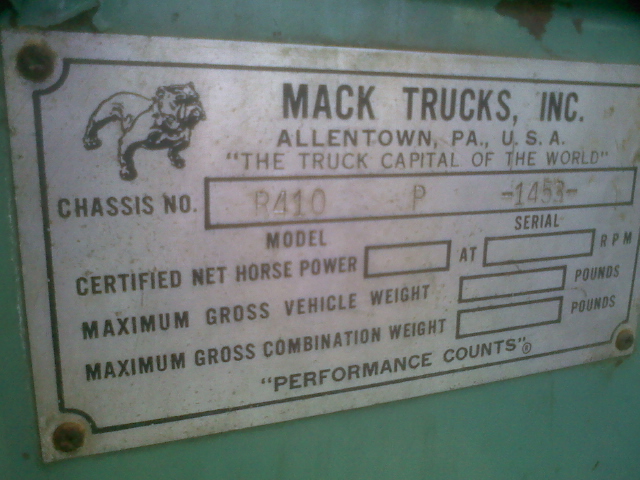 MACK TRUCKS, INC.
ALLENTOWN, PA., U.S.A.
"THE TRUCK CAPITAL OF THE WORLD"
CHASSIS NO. R410 P -1453-
MODEL SERIAL
CERTIFIED NET HORSE POWER AT RPM
MAXIMUM GROSS VEHICLE WEIGHT POUNDS
MAXIMUM GROSS COMBINATION WEIGHT POUNDS
"PERFORMANCE COUNTS"®